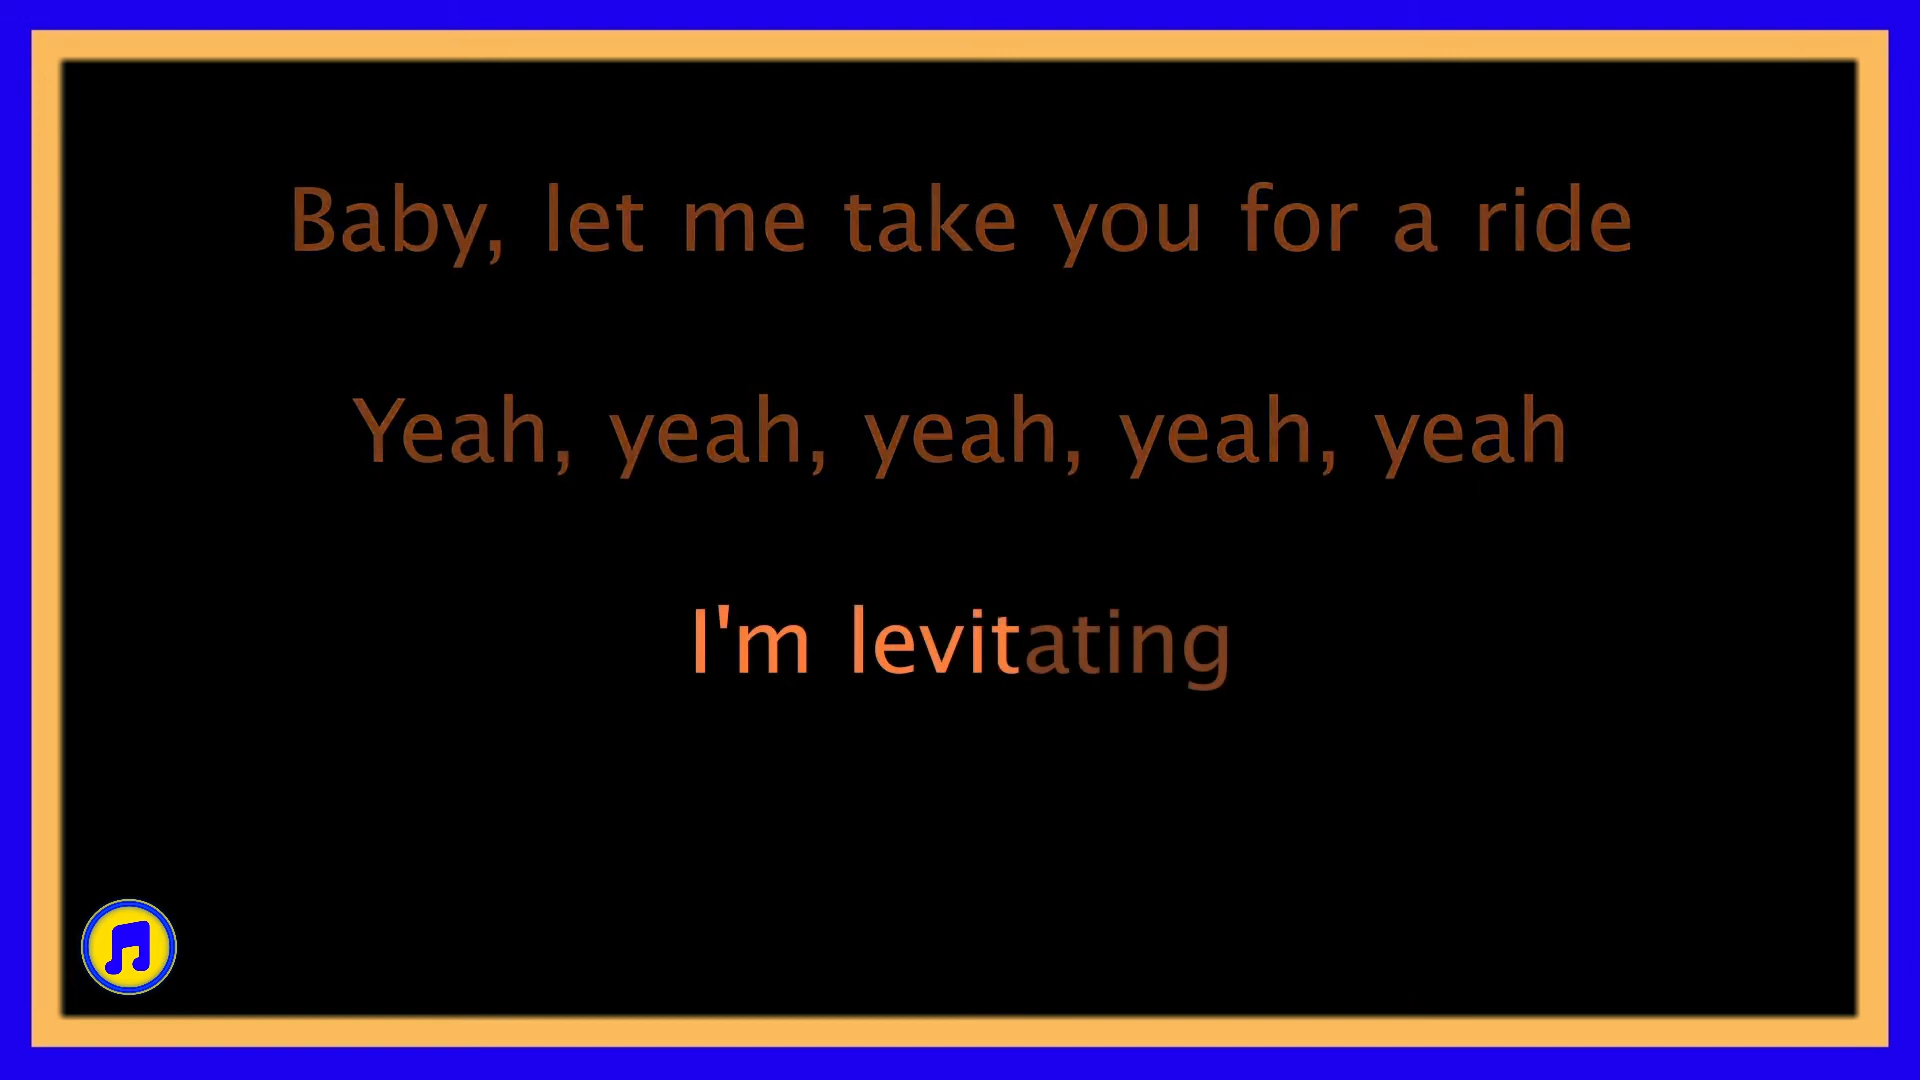 Baby, let me take you for a ride
Yeah, yeah, yeah, yeah, yeah
I'm levitating